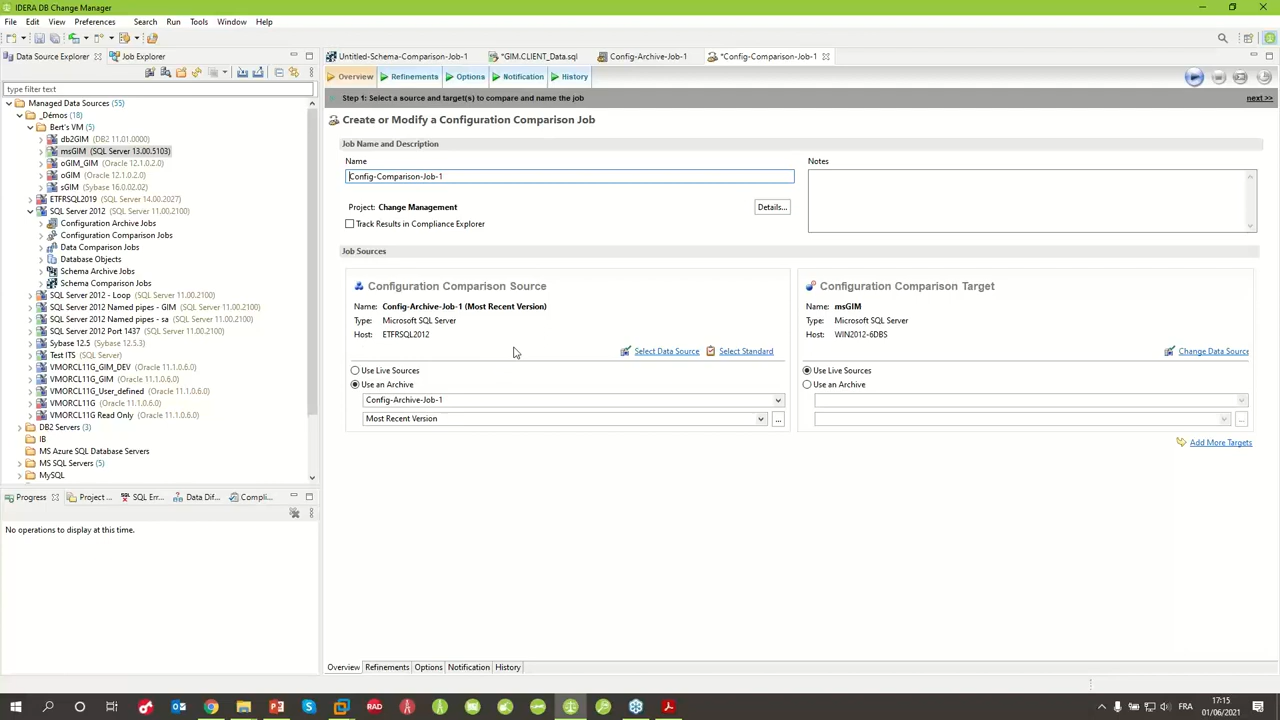 IDERA DB Change Manager
File Edit View Preferences Search Run Tools Window Help
Data Source Explorer Job Explorer
Untitled-Schema-Comparison-Job-1 *GIM.CLIENT_Data.sql Config-Archive-Job-1 *Config-Comparison-Job-1
Overview Refinements Options Notification History
type filter text
Step 1: Select a source and target(s) to compare and name the job next >>
Managed Data Sources (55)
_Démos (18)
Bert's VM (5)
db2GIM (DB2 11.01.0000)
msGIM (SQL Server 13.00.5103)
oGIM_GIM (Oracle 12.1.0.2.0)
oGIM (Oracle 12.1.0.2.0)
sGIM (Sybase 16.0.02.02)
ETFRSQL2019 (SQL Server 14.00.2027)
SQL Server 2012 (SQL Server 11.00.2100)
Configuration Archive Jobs
Configuration Comparison Jobs
Data Comparison Jobs
Database Objects
Schema Archive Jobs
Schema Comparison Jobs
SQL Server 2012 - Loop (SQL Server 11.00.2100)
SQL Server 2012 Named pipes - GIM (SQL Server 11.00.2100)
SQL Server 2012 Named pipes - sa (SQL Server 11.00.2100)
SQL Server 2012 Port 1437 (SQL Server 11.00.2100)
Sybase 12.5 (Sybase 12.5.3)
Test ITS (SQL Server)
VMORCL11G_GIM_DEV (Oracle 11.1.0.6.0)
VMORCL11G_GIM (Oracle 11.1.0.6.0)
VMORCL11G_User_defined (Oracle 11.1.0.6.0)
VMORCL11G (Oracle 11.1.0.6.0)
VMORCL11G Read Only (Oracle 11.1.0.6.0)
DB2 Servers (3)
IB
MS Azure SQL Database Servers
MS SQL Servers (5)
MySQL
Create or Modify a Configuration Comparison Job
Job Name and Description
Name Notes
Config-Comparison-Job-1
Project: Change Management Details...
Track Results in Compliance Explorer
Job Sources
Configuration Comparison Source
Name: Config-Archive-Job-1 (Most Recent Version)
Type: Microsoft SQL Server
Host: ETFRSQL2012
Select Data Source Select Standard
Use Live Sources
Use an Archive
Config-Archive-Job-1
Most Recent Version ...
Configuration Comparison Target
Name: msGIM
Type: Microsoft SQL Server
Host: WIN2012-6DBS
Change Data Source
Use Live Sources
Use an Archive
...
Add More Targets
Progress Project ... SQL Err... Data Dif... Compli...
No operations to display at this time.
Overview Refinements Options Notification History
RAD
FRA 17:15
01/06/2021